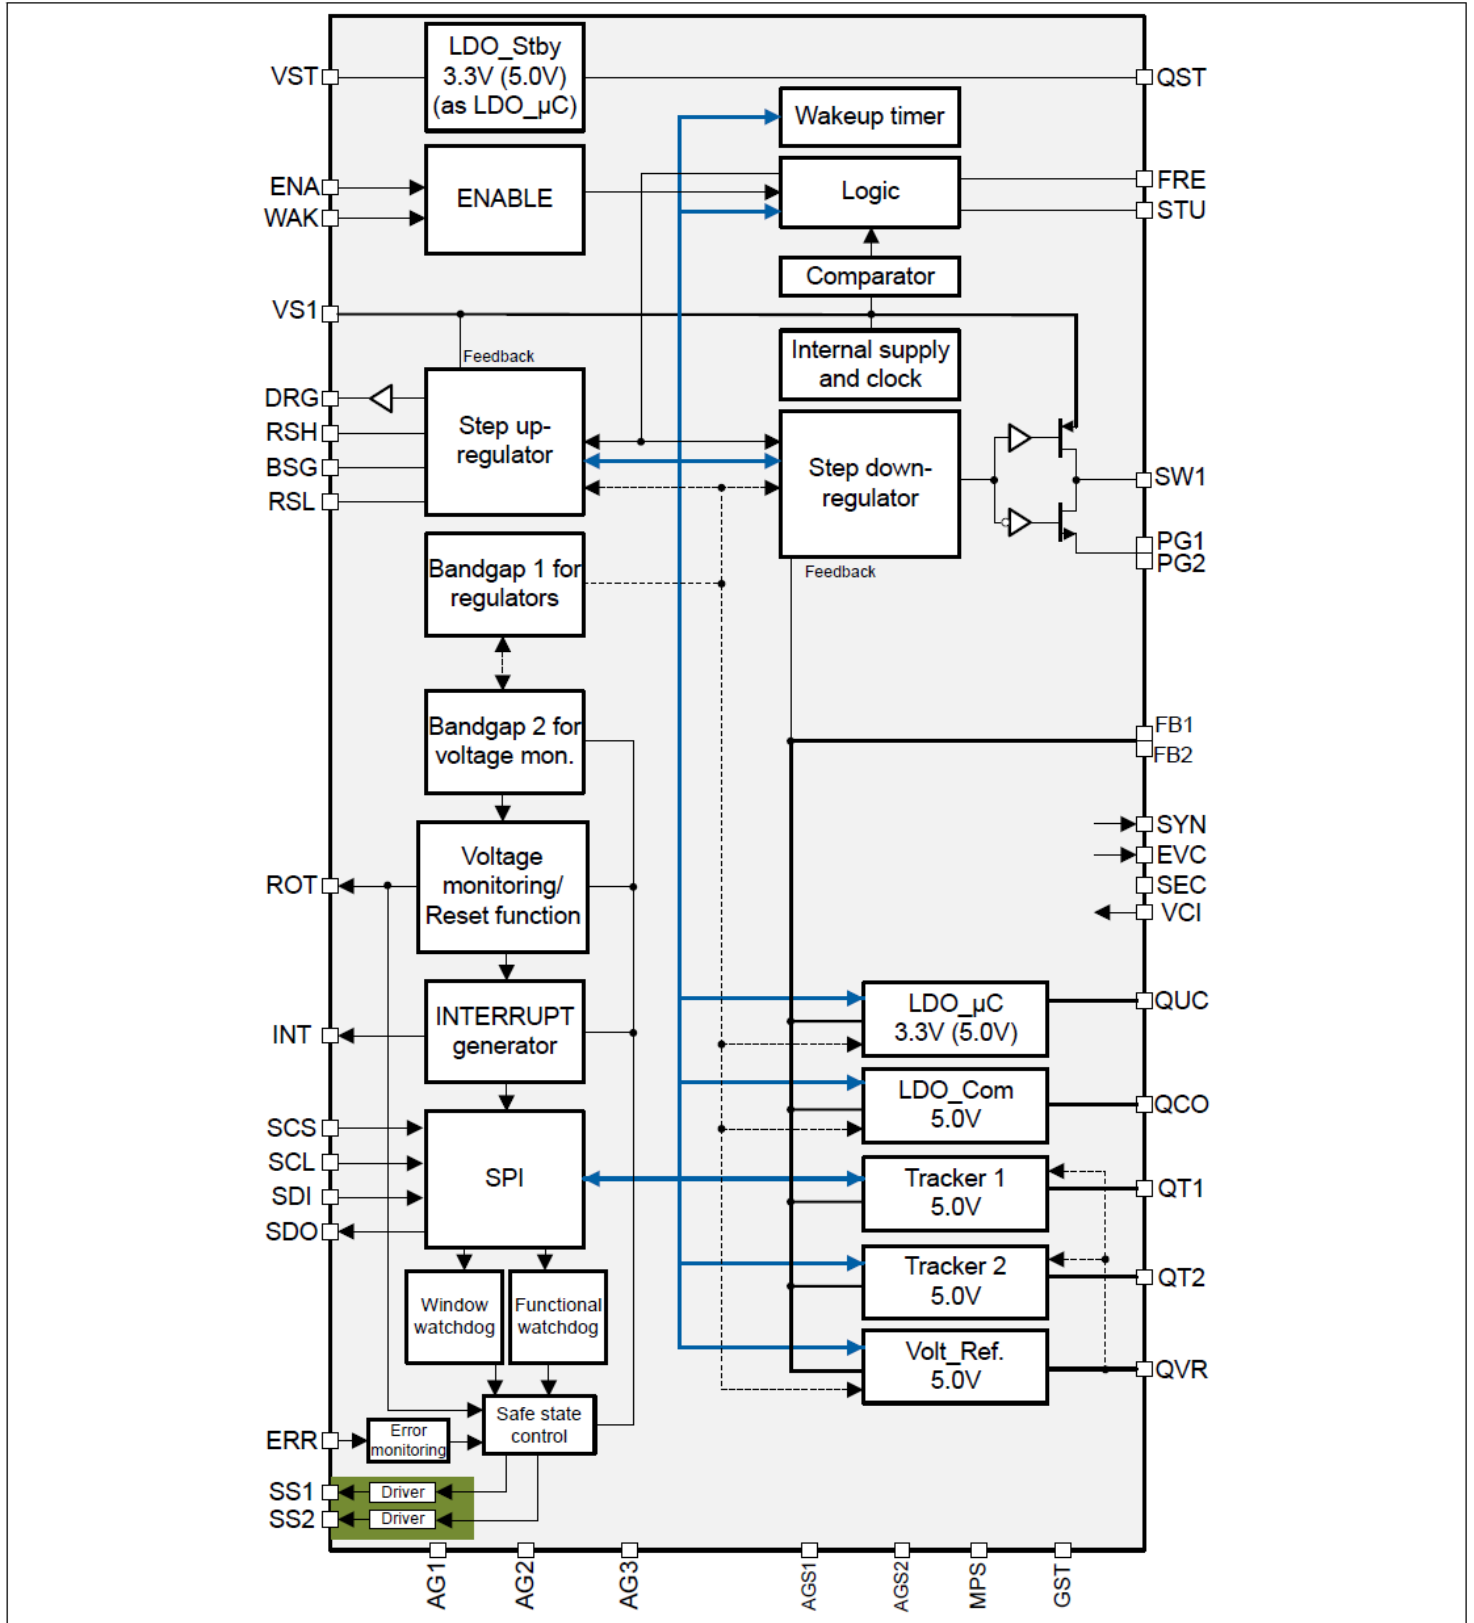 LDO_Stby
3.3V (5.0V)
(as LDO_µC)
VST
QST
Wakeup timer
ENA
WAK
ENABLE
Logic
FRE
STU
Comparator
VS1
Internal supply
and clock
Feedback
DRG
RSH
BSG
RSL
Step up-
regulator
Step down-
regulator
SW1
PG1
PG2
Feedback
Bandgap 1 for
regulators
Bandgap 2 for
voltage mon.
FB1
FB2
SYN
EVC
SEC
VCI
ROT
Voltage
monitoring/
Reset function
INT
INTERRUPT
generator
LDO_µC
3.3V (5.0V)
QUC
LDO_Com
5.0V
QCO
SCS
SCL
SDI
SDO
SPI
Tracker 1
5.0V
QT1
Tracker 2
5.0V
QT2
Window
watchdog
Functional
watchdog
Volt_Ref.
5.0V
QVR
Safe state
control
ERR
Error
monitoring
SS1
Driver
SS2
Driver
AG1
AG2
AG3
AGS1
AGS2
MPS
GST